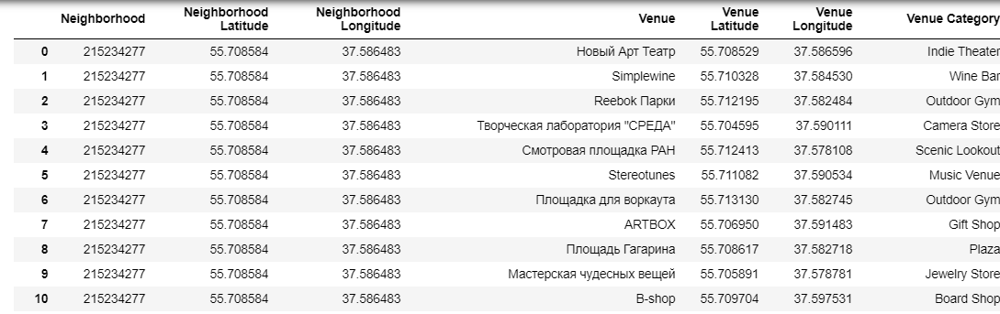 Neighborhood Neighborhood Latitude Neighborhood Longitude Venue Venue Latitude Venue Longitude Venue Category
0 215234277 55.708584 37.586483 Новый Арт Театр 55.708529 37.586596 Indie Theater
1 215234277 55.708584 37.586483 Simplewine 55.710328 37.584530 Wine Bar
2 215234277 55.708584 37.586483 Reebok Парки 55.712195 37.582484 Outdoor Gym
3 215234277 55.708584 37.586483 Творческая лаборатория "СРЕДА" 55.704595 37.590111 Camera Store
4 215234277 55.708584 37.586483 Смотровая площадка РАН 55.712413 37.578108 Scenic Lookout
5 215234277 55.708584 37.586483 Stereotunes 55.711082 37.590534 Music Venue
6 215234277 55.708584 37.586483 Площадка для воркаута 55.713130 37.582745 Outdoor Gym
7 215234277 55.708584 37.586483 ARTBOX 55.706950 37.591483 Gift Shop
8 215234277 55.708584 37.586483 Площадь Гагарина 55.708617 37.582718 Plaza
9 215234277 55.708584 37.586483 Мастерская чудесных вещей 55.705891 37.578781 Jewelry Store
10 215234277 55.708584 37.586483 B-shop 55.709704 37.597531 Board Shop